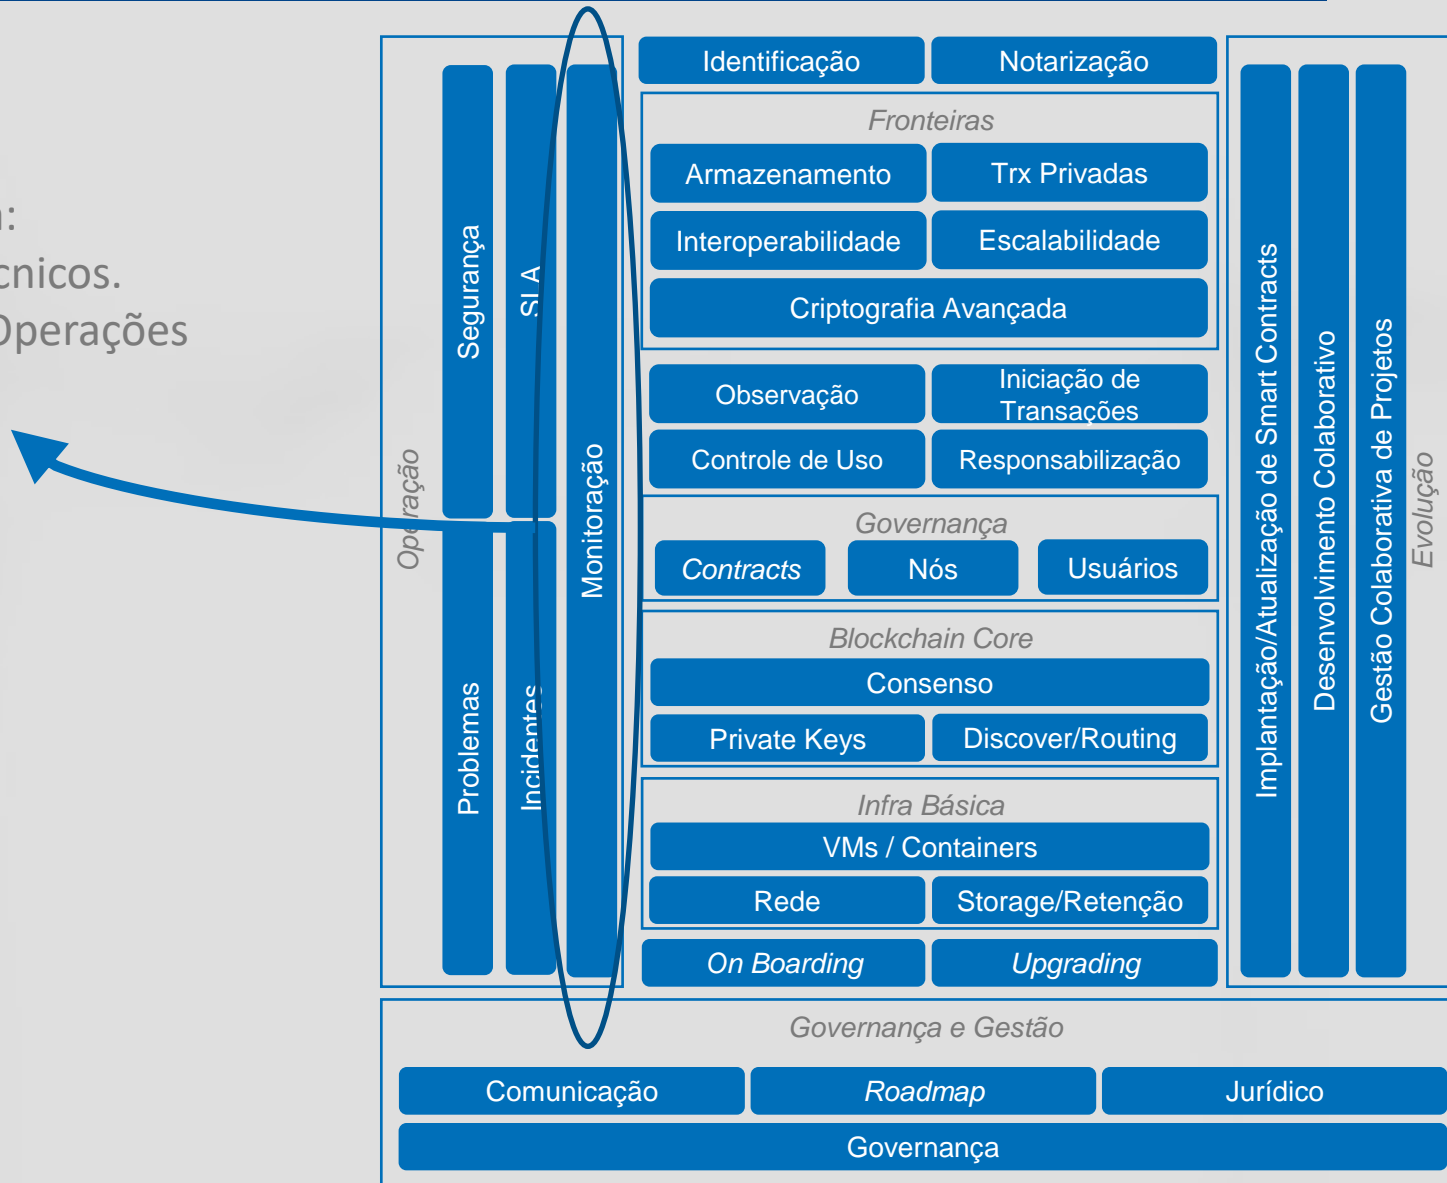 Identificação
Notarização
Fronteiras
Armazenamento
Trx Privadas
Interoperabilidade
Escalabilidade
Criptografia Avançada
:
cnicos.
Operações
Operação
Segurança
SLA
Monitoração
Problemas
Incidentes
Observação
Iniciação de
Transações
Controle de Uso
Responsabilização
Governança
Contracts
Nós
Usuários
Blockchain Core
Consenso
Private Keys
Discover/Routing
Infra Básica
VMs / Containers
Rede
Storage/Retenção
On Boarding
Upgrading
Implantação/Atualização de Smart Contracts
Desenvolvimento Colaborativo
Gestão Colaborativa de Projetos
Evolução
Governança e Gestão
Comunicação
Roadmap
Jurídico
Governança